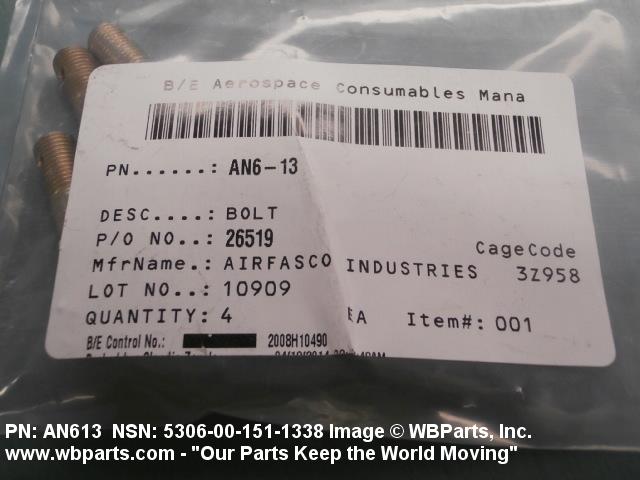 B/E Aerospace Consumables Mana
PN......: AN6-13
DESC....: BOLT
P/O NO..: 26519
CageCode
MfrName.: AIRFASCO INDUSTRIES 3Z958
LOT NO..: 10909
QUANTITY: 4 EA Item#: 001
B/E Control No.: 2008H10490
PN: AN613 NSN: 5306-00-151-1338 Image © WBParts, Inc.
www.wbparts.com - "Our Parts Keep the World Moving"